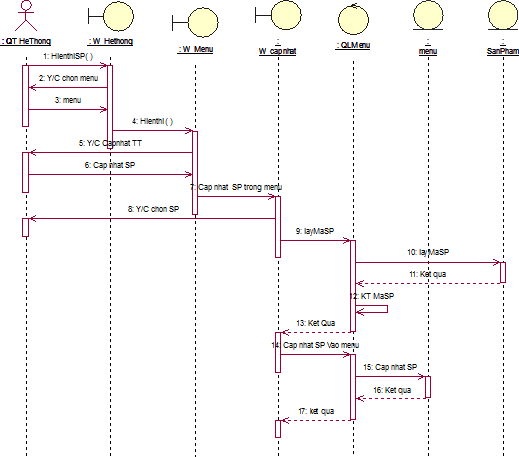 : QT HeThong
: W_Hethong
: W_Menu
: W_capnhat
: QLMenu
: menu
: SanPham
1: HienthiSP( )
2: Y/C chon menu
3: menu
4: Hienthi ( )
5: Y/C Capnhat TT
6: Cap nhat SP
7: Cap nhat SP trong menu
8: Y/C chon SP
9: layMaSP
10: layMaSP
11: Ket qua
12: KT MaSP
13: Ket Qua
14: Cap nhat SP Vao menu
15: Cap nhat SP
16: Ket qua
17: ket qua